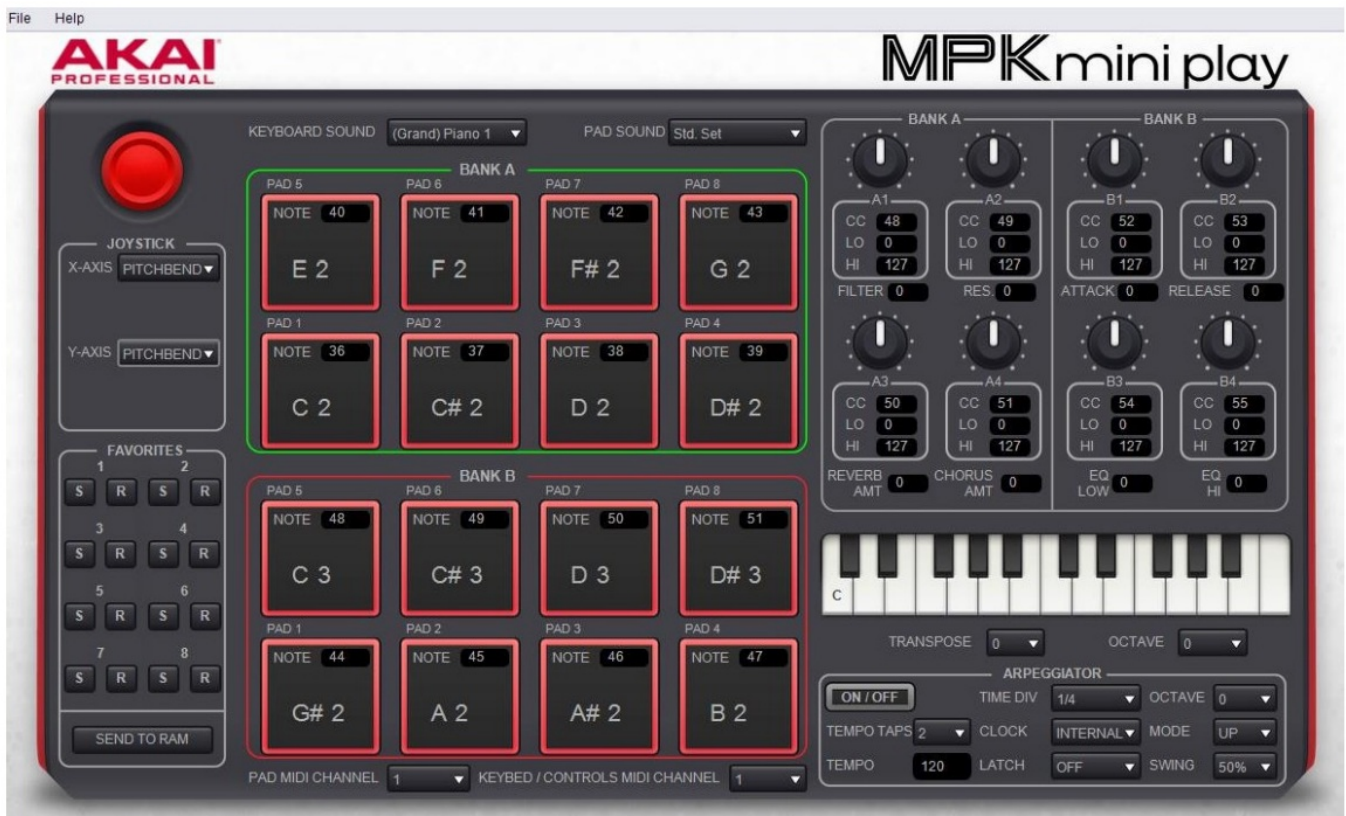 File Help
AKAI
PROFESSIONAL
MPK mini play
KEYBOARD SOUND (Grand) Piano 1 PAD SOUND Std. Set
JOYSTICK
X-AXIS PITCHBEND
Y-AXIS PITCHBEND
FAVORITES
1 2
S R S R
3 4
S R S R
5 6
S R S R
7 8
S R S R
SEND TO RAM
BANK A
PAD 5 PAD 6 PAD 7 PAD 8
NOTE 40 NOTE 41 NOTE 42 NOTE 43
E 2 F 2 F# 2 G 2
PAD 1 PAD 2 PAD 3 PAD 4
NOTE 36 NOTE 37 NOTE 38 NOTE 39
C 2 C# 2 D 2 D# 2
BANK B
PAD 5 PAD 6 PAD 7 PAD 8
NOTE 48 NOTE 49 NOTE 50 NOTE 51
C 3 C# 3 D 3 D# 3
PAD 1 PAD 2 PAD 3 PAD 4
NOTE 44 NOTE 45 NOTE 46 NOTE 47
G# 2 A 2 A# 2 B 2
PAD MIDI CHANNEL 1 KEYBED / CONTROLS MIDI CHANNEL 1
BANK A BANK B
A1 A2 B1 B2
CC 48 CC 49 CC 52 CC 53
LO 0 LO 0 LO 0 LO 0
HI 127 HI 127 HI 127 HI 127
FILTER 0 RES. 0 ATTACK 0 RELEASE 0
A3 A4 B3 B4
CC 50 CC 51 CC 54 CC 55
LO 0 LO 0 LO 0 LO 0
HI 127 HI 127 HI 127 HI 127
REVERB AMT 0 CHORUS AMT 0 EQ LOW 0 EQ HI 0
C
TRANSPOSE 0 OCTAVE 0
ARPEGGIATOR
ON / OFF TIME DIV 1/4 OCTAVE 0
TEMPO TAPS 2 CLOCK INTERNAL MODE UP
TEMPO 120 LATCH OFF SWING 50%